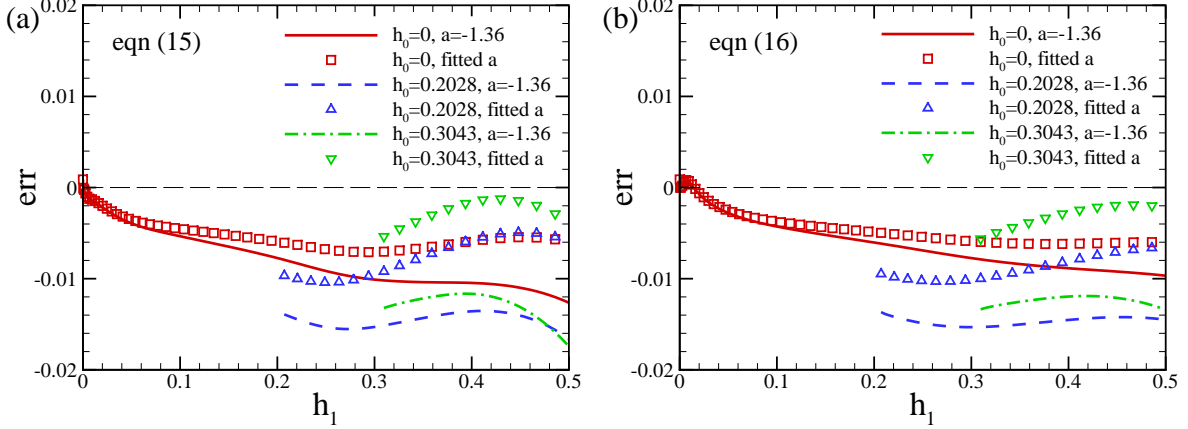 (a)
eqn (15)
h0=0, a=-1.36
h0=0, fitted a
h0=0.2028, a=-1.36
h0=0.2028, fitted a
h0=0.3043, a=-1.36
h0=0.3043, fitted a
err
0.02
0.01
0
-0.01
-0.02
0 0.1 0.2 0.3 0.4 0.5
h1
(b)
eqn (16)
h0=0, a=-1.36
h0=0, fitted a
h0=0.2028, a=-1.36
h0=0.2028, fitted a
h0=0.3043, a=-1.36
h0=0.3043, fitted a
err
0.02
0.01
0
-0.01
-0.02
0 0.1 0.2 0.3 0.4 0.5
h1